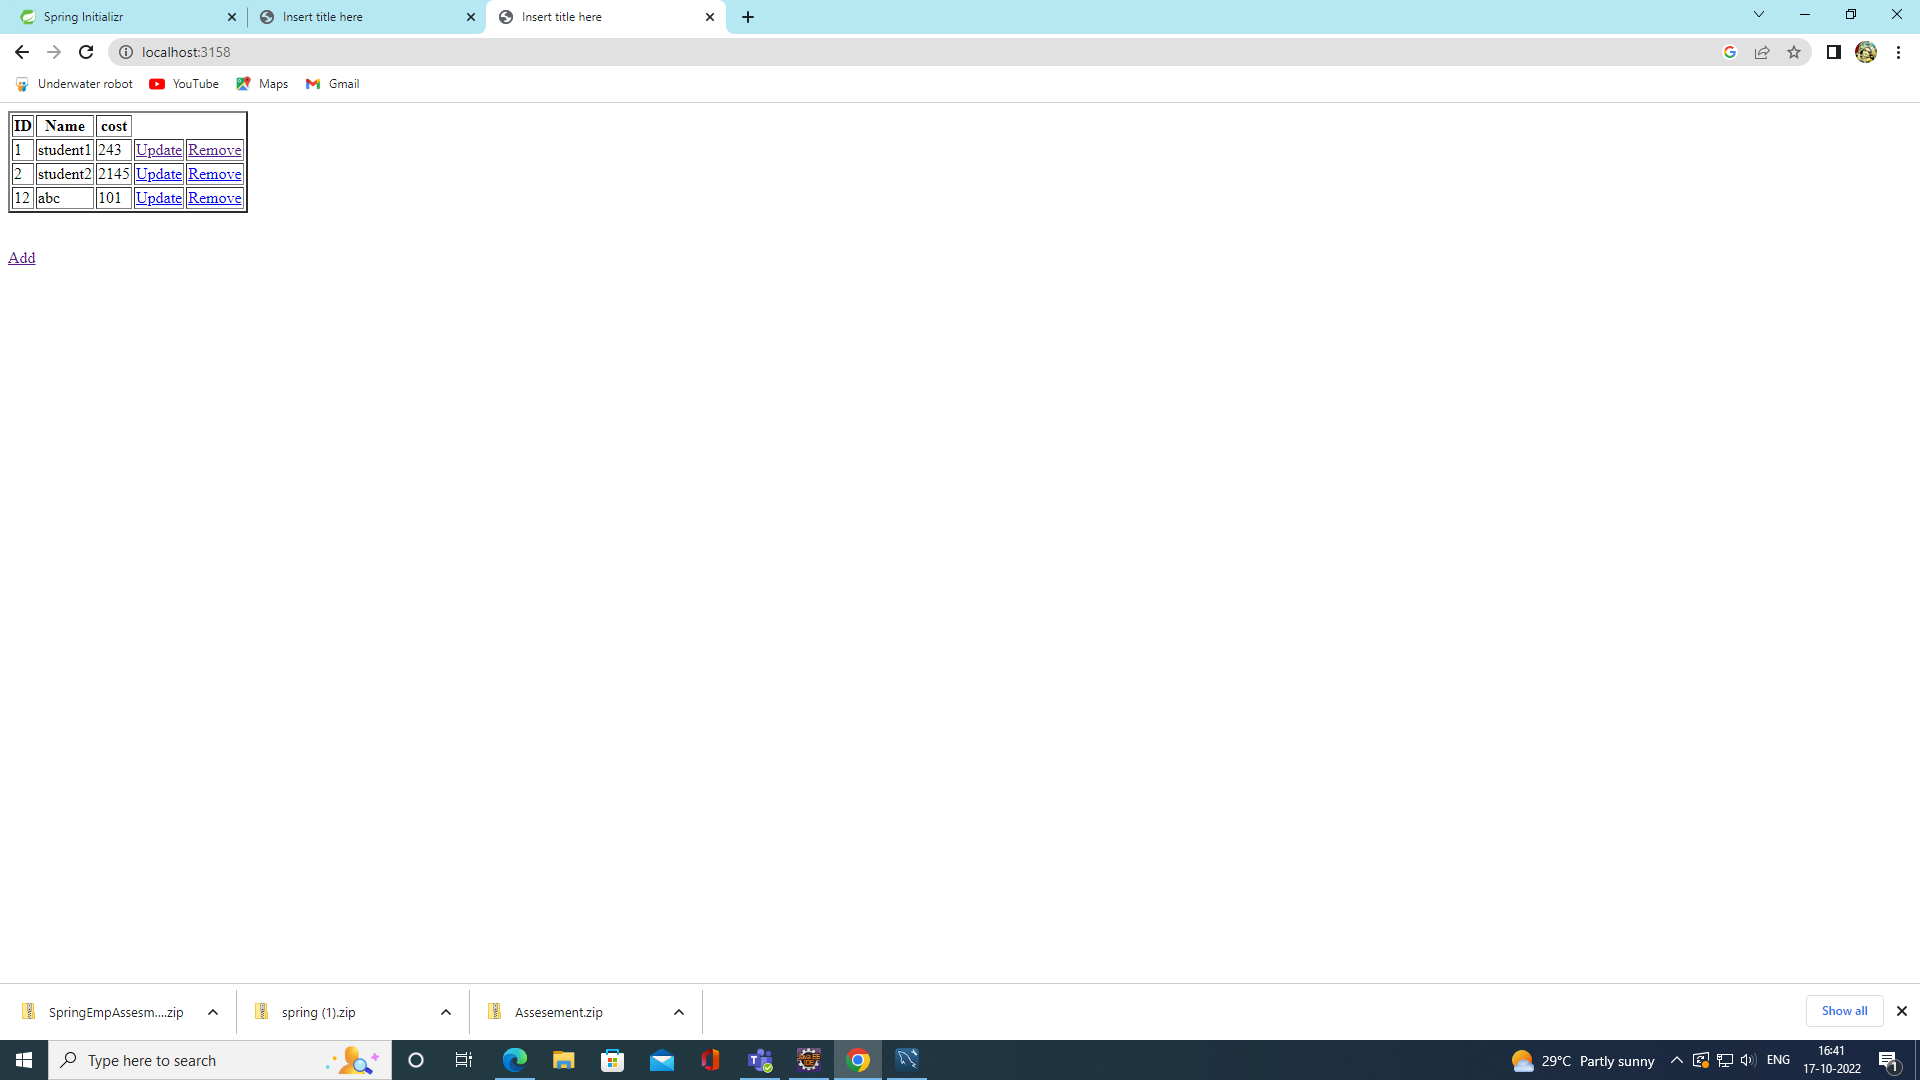 Spring Initializr
Insert title here
Insert title here
localhost:3158
Underwater robot YouTube Maps Gmail
ID Name cost
1 student1 243 Update Remove
2 student2 2145 Update Remove
12 abc 101 Update Remove
Add
SpringEmpAssesm....zip spring (1).zip Assesement.zip Show all
Type here to search
29°C Partly sunny
ENG
16:41
17-10-2022
1